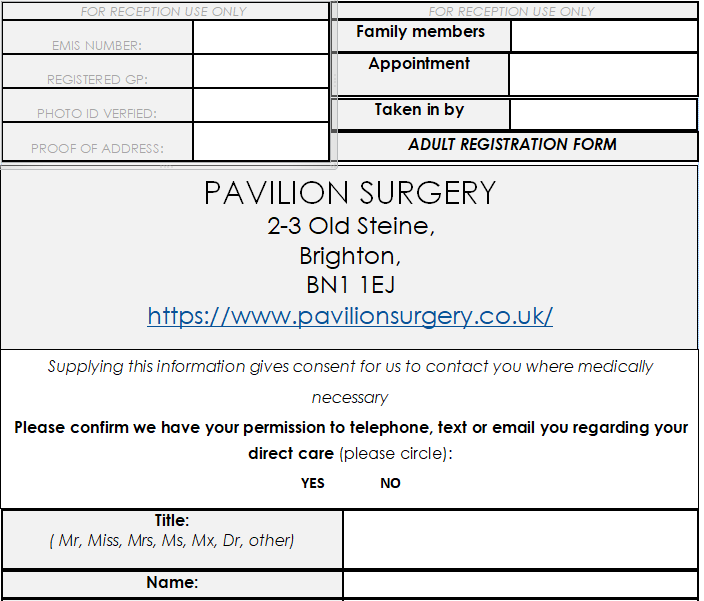 FOR RECEPTION USE ONLY
EMIS NUMBER:
REGISTERED GP:
PHOTO ID VERFIED:
PROOF OF ADDRESS:
FOR RECEPTION USE ONLY
Family members
Appointment
Taken in by
ADULT REGISTRATION FORM
PAVILION SURGERY
2-3 Old Steine,
Brighton,
BN1 1EJ
https://www.pavilionsurgery.co.uk/
Supplying this information gives consent for us to contact you where medically
necessary
Please confirm we have your permission to telephone, text or email you regarding your
direct care (please circle):
YES NO
Title:
( Mr, Miss, Mrs, Ms, Mx, Dr, other)
Name: